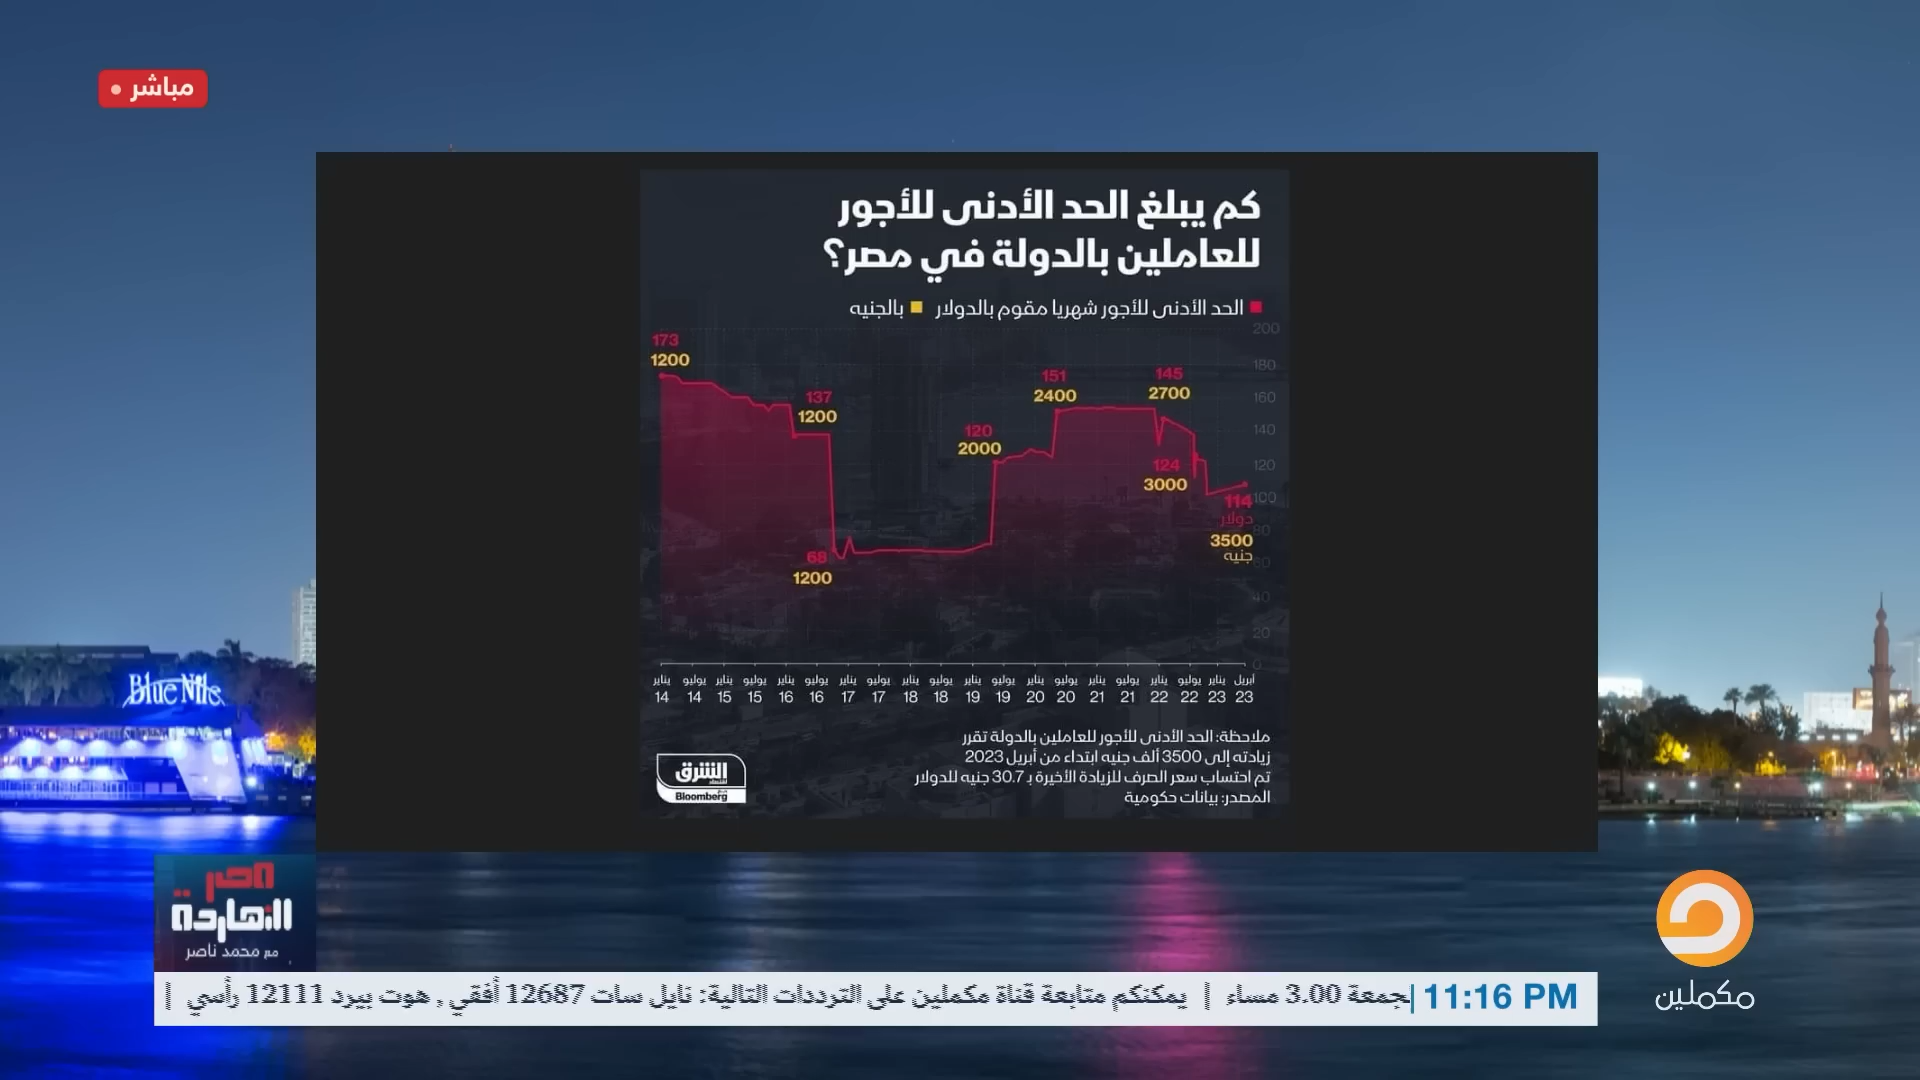 مباشر
كم يبلغ الحد الأدنى للأجور
للعاملين بالدولة في مصر؟
الحد الأدنى للأجور شهريا مقوم بالدولار
بالجنيه
200
180
160
140
120
100
80
60
40
20
0
173
1200
137
1200
68
1200
120
2000
151
2400
145
2700
124
3000
114
دولار
3500
جنيه
يناير يوليو يناير يوليو يناير يوليو يناير يوليو يناير يوليو يناير يوليو يناير يوليو يناير يوليو يناير يوليو يناير أبريل
14 14 15 15 16 16 17 17 18 18 19 19 20 20 21 21 22 22 23 23
ملاحظة: الحد الأدنى للأجور للعاملين بالدولة تقرر
زيادته إلى 3500 ألف جنيه ابتداء من أبريل 2023
تم احتساب سعر الصرف للزيادة الأخيرة بـ 30.7 جنيه للدولار
المصدر: بيانات حكومية
الشرق
اقتصاد
مع
Bloomberg
Blue Nile
مصر
النهاردة
مع محمد ناصر
مكملين
11:16 PM
جمعة 3.00 مساء | يمكنكم متابعة قناة مكملين على الترددات التالية: نايل سات 12687 أفقي , هوت بيرد 12111 رأسي |